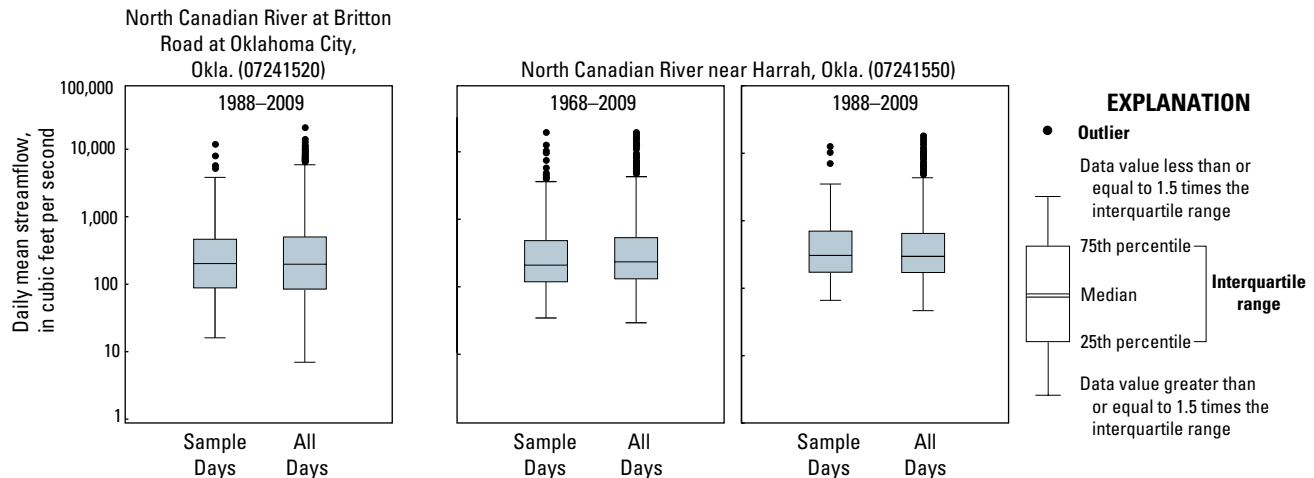 North Canadian River at Britton
Road at Oklahoma City,
Okla. (07241520)
North Canadian River near Harrah, Okla. (07241550)
Daily mean streamflow,
in cubic feet per second
100,000
10,000
1,000
100
10
1
1988–2009
1968–2009
1988–2009
Sample
Days
All
Days
Sample
Days
All
Days
Sample
Days
All
Days
EXPLANATION
Outlier
Data value less than or
equal to 1.5 times the
interquartile range
75th percentile
Median
25th percentile
Interquartile
range
Data value greater than
or equal to 1.5 times the
interquartile range